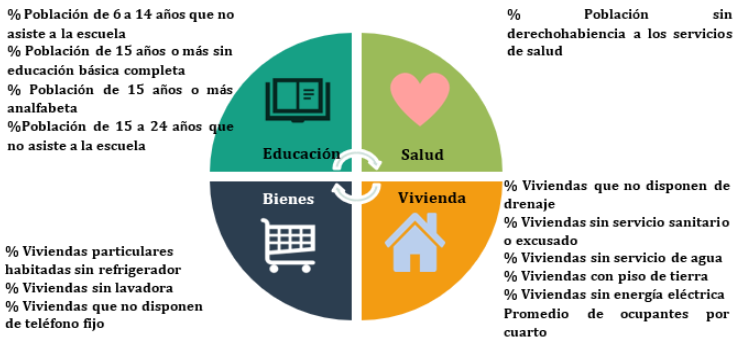 % Población de 6 a 14 años que no
asiste a la escuela
% Población de 15 años o más sin
educación básica completa
% Población de 15 años o más
analfabeta
%Población de 15 a 24 años que
no asiste a la escuela
Educación
% Población sin
derechohabiencia a los servicios
de salud
Salud
Bienes
% Viviendas particulares
habitadas sin refrigerador
% Viviendas sin lavadora
% Viviendas que no disponen
de teléfono fijo
Vivienda
% Viviendas que no disponen de
drenaje
% Viviendas sin servicio sanitario
o excusado
% Viviendas sin servicio de agua
% Viviendas con piso de tierra
% Viviendas sin energía eléctrica
Promedio de ocupantes por
cuarto